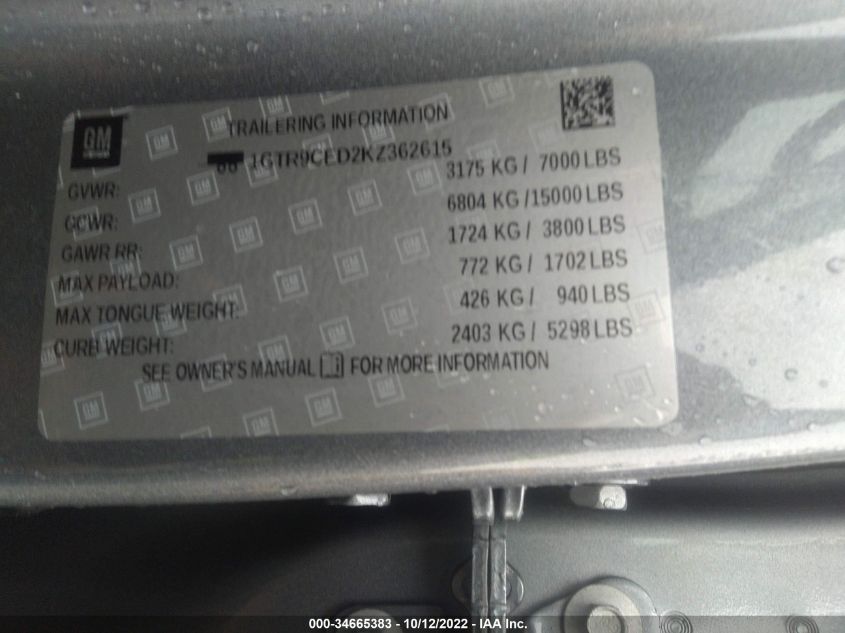 GM
TRAILERING INFORMATION
1GTR9CED2KZ362615
GVWR: 3175 KG / 7000 LBS
GCWR: 6804 KG /15000 LBS
GAWR RR: 1724 KG / 3800 LBS
MAX PAYLOAD: 772 KG / 1702 LBS
MAX TONGUE WEIGHT: 426 KG / 940 LBS
CURB WEIGHT: 2403 KG / 5298 LBS
SEE OWNER'S MANUAL FOR MORE INFORMATION
000-34665383 - 10/12/2022 - IAA Inc.